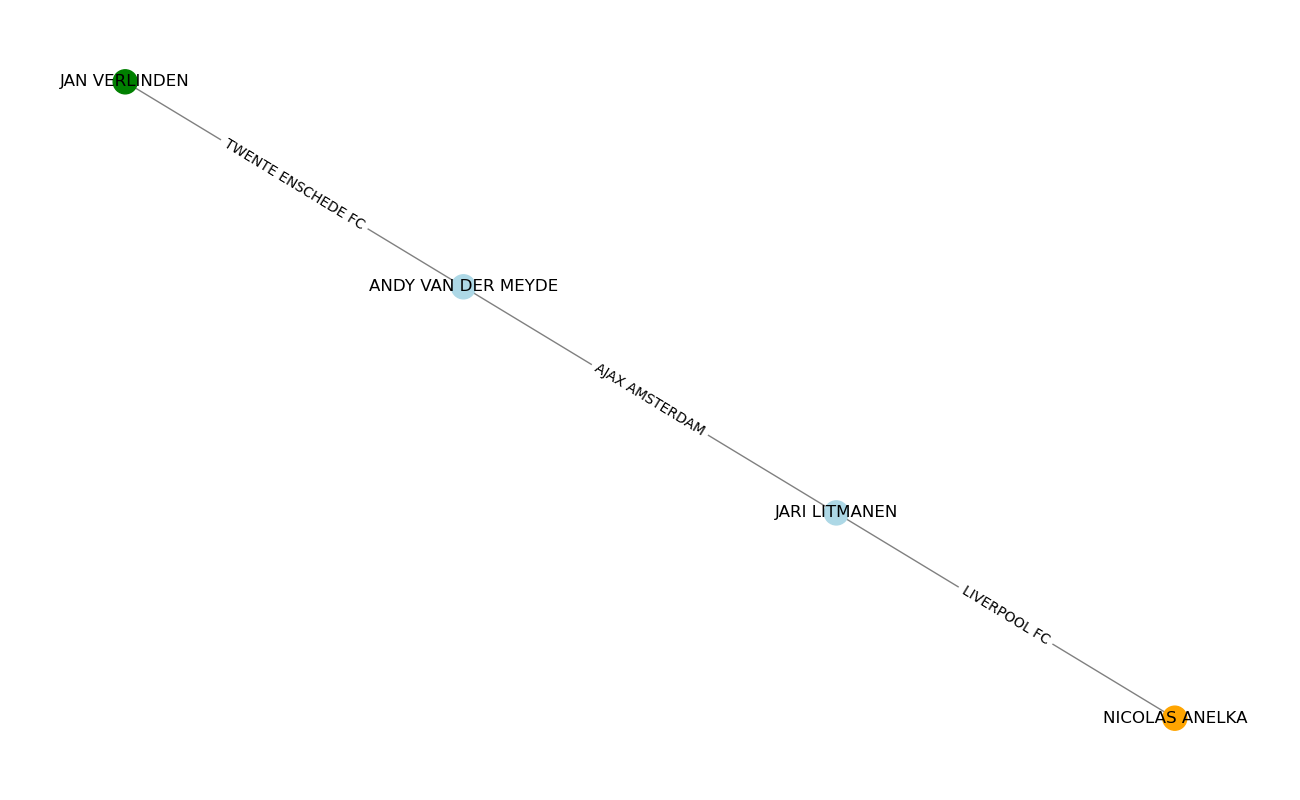 JAN VERLINDEN
TWENTE ENSCHEDE FC
ANDY VAN DER MEYDE
AJAX AMSTERDAM
JARI LITMANEN
LIVERPOOL FC
NICOLAS ANELKA